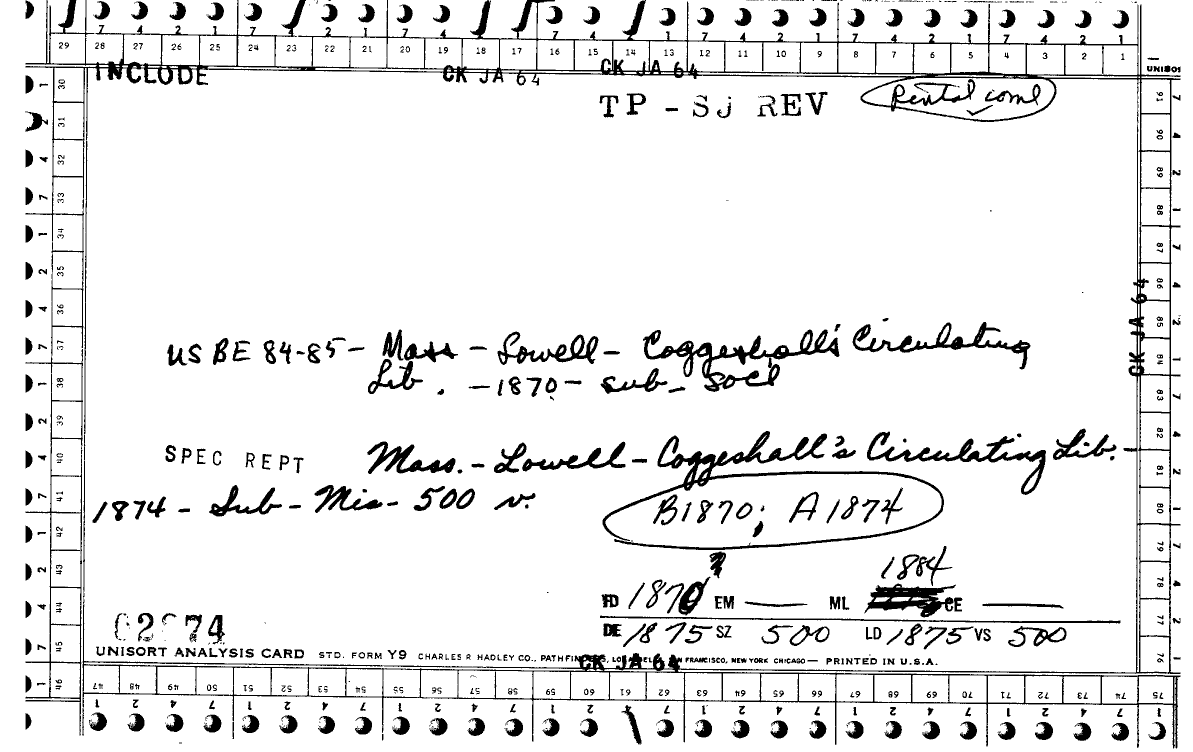 7 4 2 1 7 4 2 1 7 4 2 1 7 4 2 1 7 4 2 1 7 4 2 1 7 4 2 1
29 28 27 26 25 24 23 22 21 20 19 18 17 16 15 14 13 12 11 10 9 8 7 6 5 4 3 2 1
INCLUDE CK JA 64 CK JA 64
TP - SJ REV Rental coml
US BE 84-85 - Mass - Lowell - Coggeshall's Circulating
Lib. - 1870 - sub - SOCI
SPEC REPT Mass. - Lowell - Coggeshall's Circulating Lib. -
1874 - Sub - Mis - 500 v.
B1870; A1874
?
1884
FD 1870 EM — ML CE —
DE 1875 SZ 500 LD 1875 VS 500
UNISORT ANALYSIS CARD STD. FORM Y9 CHARLES R HADLEY CO., FRANCISCO, NEW YORK CHICAGO — PRINTED IN U.S.A.
CK JA 64
CK JA 64
30 31 32 33 34 35 36 37 38 39 40 41 42 43 44 45 46
91 90 89 88 87 86 85 84 83 82 81 80 79 78 77 76 75
47 48 49 50 51 52 53 54 55 56 57 58 59 60 61 62 63 64 65 66 67 68 69 70 71 72 73 74 75